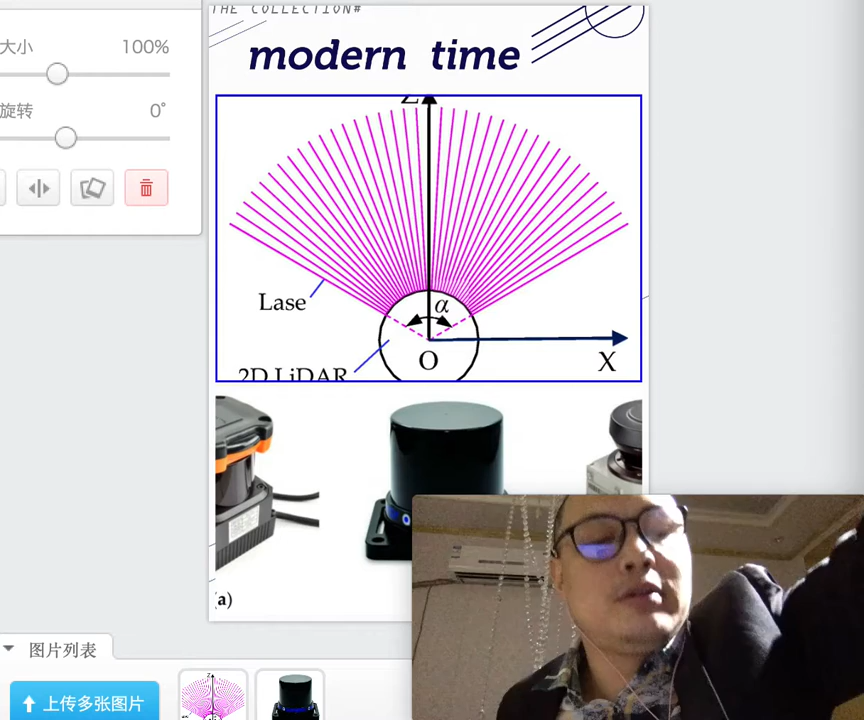 THE COLLECTION#
大小 100%
modern time
旋转 0°
Z
Lase
α
O
X
2D LiDAR
(a)
图片列表
上传多张图片